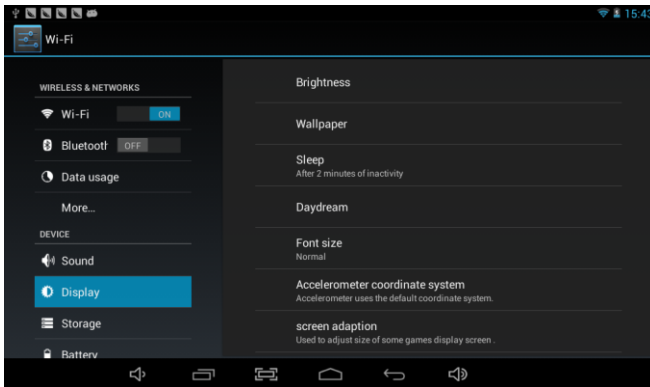 15:43
Wi-Fi
WIRELESS & NETWORKS
Wi-Fi ON
Bluetooth OFF
Data usage
More...
DEVICE
Sound
Display
Storage
Battery
Brightness
Wallpaper
Sleep
After 2 minutes of inactivity
Daydream
Font size
Normal
Accelerometer coordinate system
Accelerometer uses the default coordinate system.
screen adaption
Used to adjust size of some games display screen .